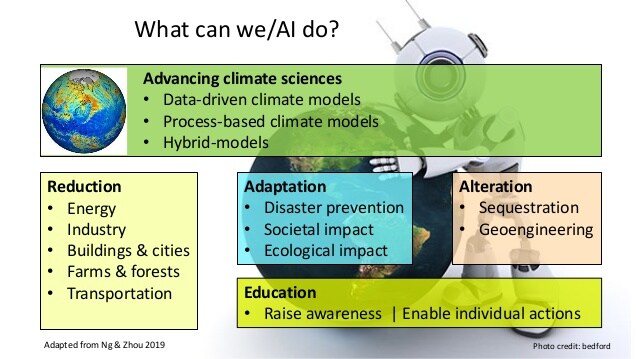 What can we/AI do?
Advancing climate sciences
• Data-driven climate models
• Process-based climate models
• Hybrid-models
Reduction
• Energy
• Industry
• Buildings & cities
• Farms & forests
• Transportation
Adaptation
• Disaster prevention
• Societal impact
• Ecological impact
Alteration
• Sequestration
• Geoengineering
Education
• Raise awareness | Enable individual actions
Adapted from Ng & Zhou 2019
Photo credit: bedford